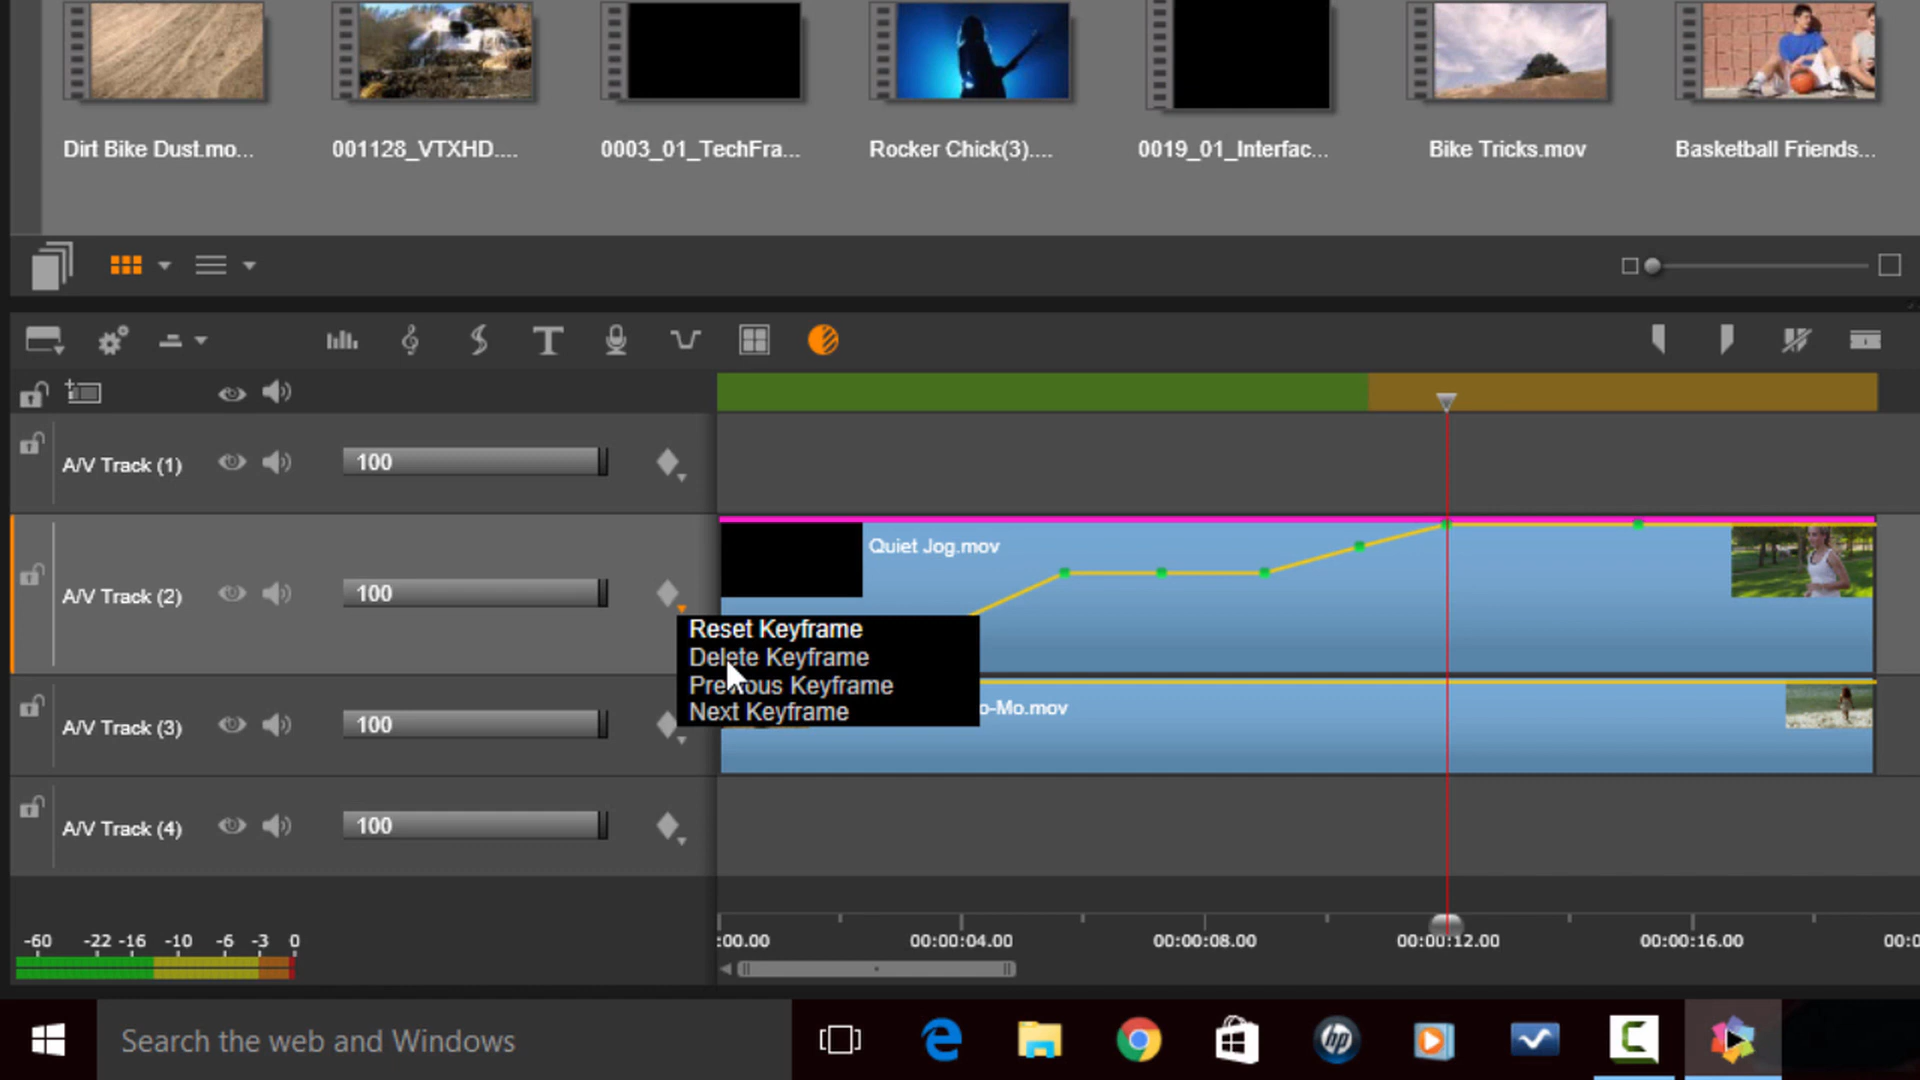 Dirt Bike Dust.mo...
001128_VTXHD....
0003_01_TechFra...
Rocker Chick(3)....
0019_01_Interfac...
Bike Tricks.mov
Basketball Friends...
A/V Track (1)
100
A/V Track (2)
100
Quiet Jog.mov
Reset Keyframe
Delete Keyframe
Previous Keyframe
Next Keyframe
A/V Track (3)
100
o-Mo.mov
A/V Track (4)
100
-60 -22 -16 -10 -6 -3 0
:00.00 00:00:04.00 00:00:08.00 00:00:12.00 00:00:16.00 00:0
Search the web and Windows
hp